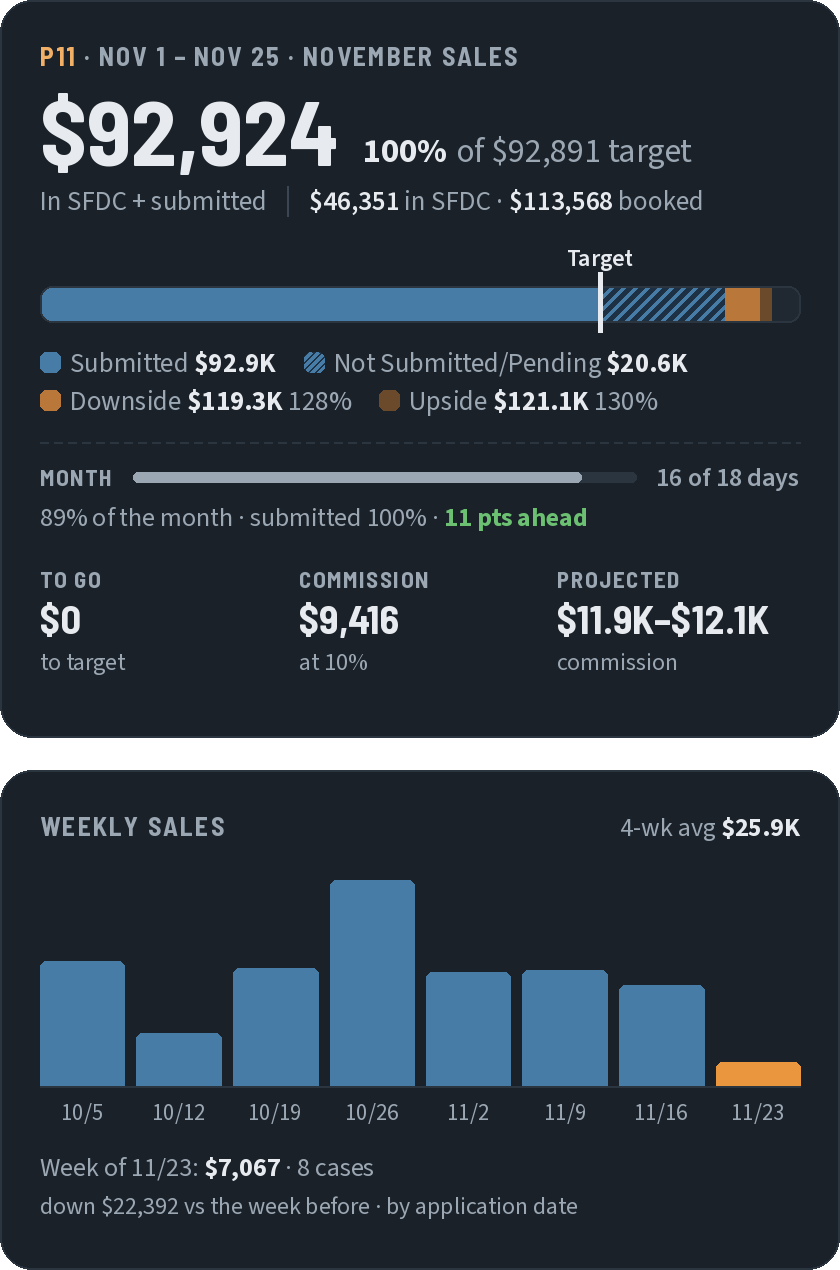 P11 · NOV 1 – NOV 25 · NOVEMBER SALES
$92,924 100% of $92,891 target
In SFDC + submitted $46,351 in SFDC · $113,568 booked
Target
Submitted $92.9K Not Submitted/Pending $20.6K
Downside $119.3K 128% Upside $121.1K 130%
MONTH 16 of 18 days
89% of the month · submitted 100% · 11 pts ahead
TO GO COMMISSION PROJECTED
$0 $9,416 $11.9K–$12.1K
to target at 10% commission
WEEKLY SALES 4-wk avg $25.9K
10/5 10/12 10/19 10/26 11/2 11/9 11/16 11/23
Week of 11/23: $7,067 · 8 cases
down $22,392 vs the week before · by application date